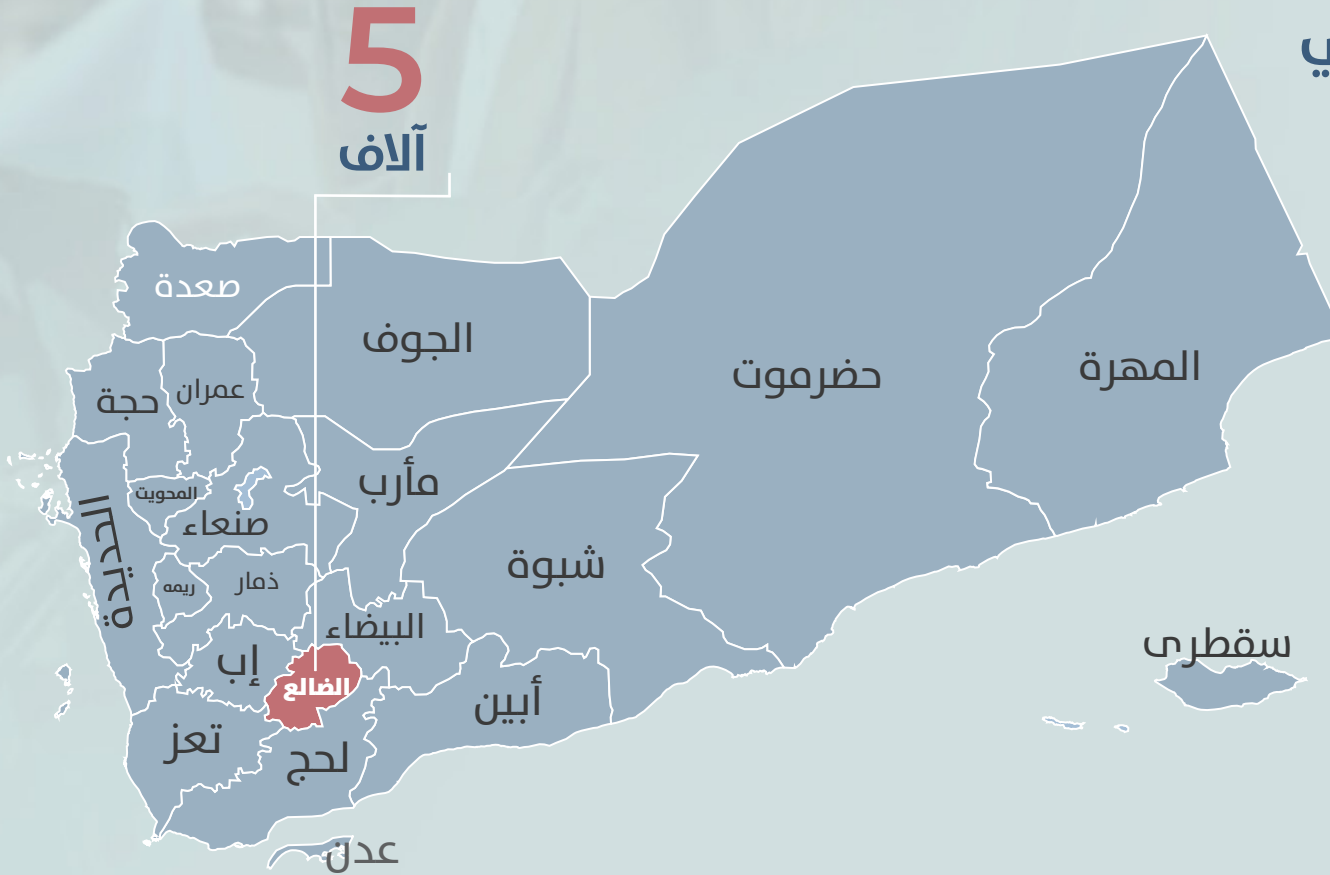 5
آلاف
صعدة
الجوف
المهرة
حضرموت
عمران
حجة
مأرب
المحويت
الحديدة
صنعاء
شبوة
ذمار
ريمه
البيضاء
سقطرى
إب
الضالع
أبين
تعز
لحج
عدن